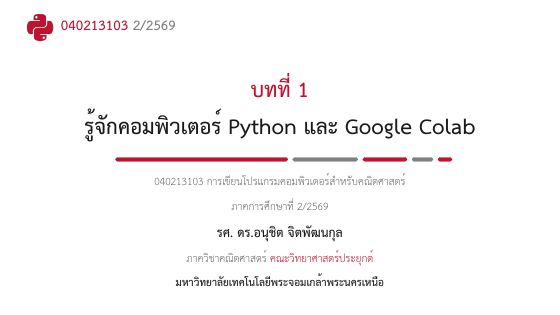 040213103 2/2569
บทที่ 1
รู้จักคอมพิวเตอร์ Python และ Google Colab
040213103 การเขียนโปรแกรมคอมพิวเตอร์สำหรับคณิตศาสตร์
ภาคการศึกษาที่ 2/2569
รศ. ดร.อนุชิต จิตพัฒนกุล
ภาควิชาคณิตศาสตร์ คณะวิทยาศาสตร์ประยุกต์
มหาวิทยาลัยเทคโนโลยีพระจอมเกล้าพระนครเหนือ